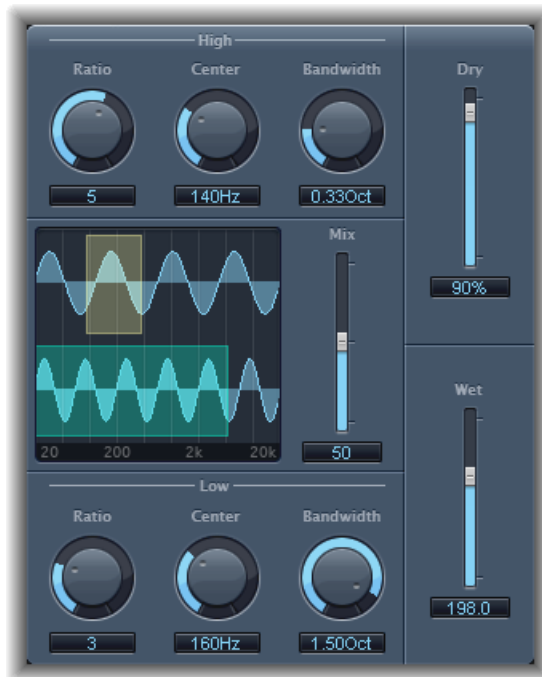 High
Ratio Center Bandwidth
5 140Hz 0.33Oct
Dry
90%
Mix
50
20 200 2k 20k
Wet
198.0
Low
Ratio Center Bandwidth
3 160Hz 1.50Oct